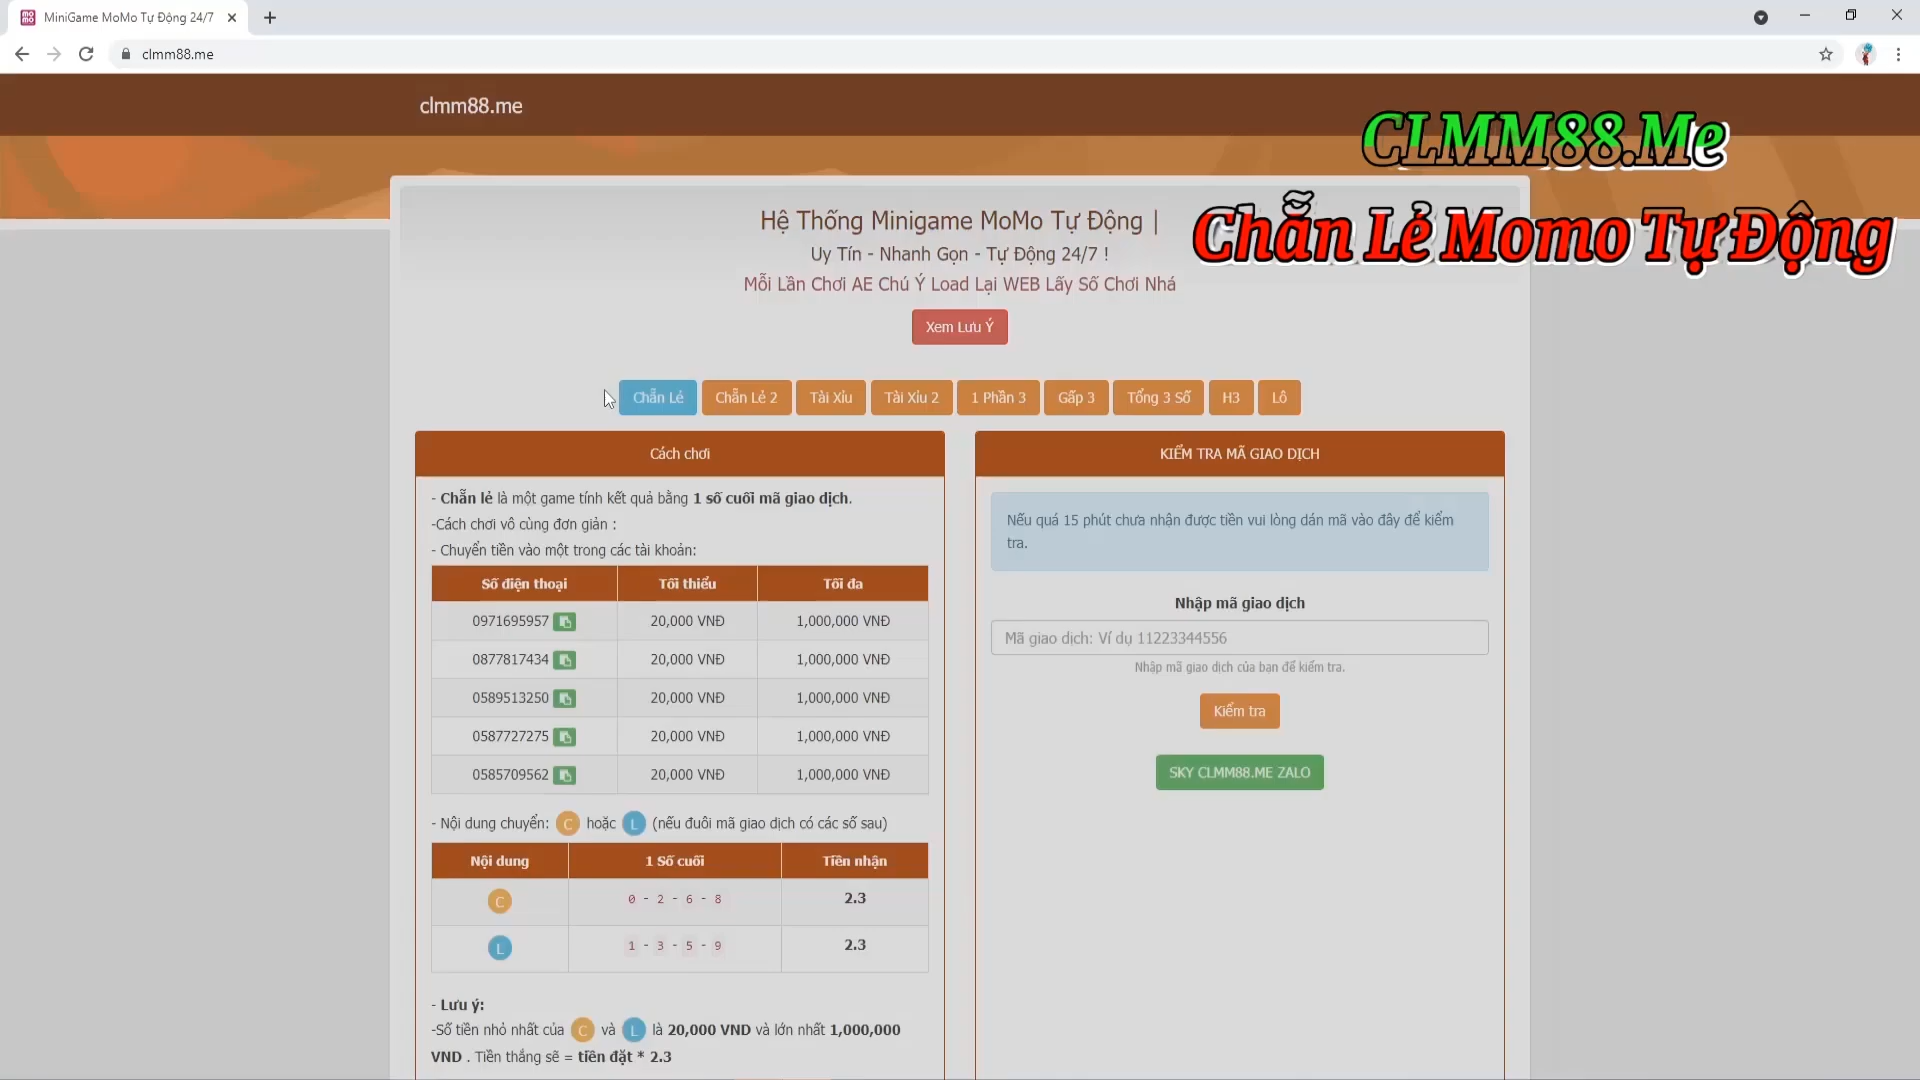 MiniGame MoMo Tự Động 24/7
clmm88.me
clmm88.me
CLMM88.Me
Chẵn Lẻ Momo Tự Động
Hệ Thống Minigame MoMo Tự Động |
Uy Tín - Nhanh Gọn - Tự Động 24/7 !
Mỗi Lần Chơi AE Chú Ý Load Lại WEB Lấy Số Chơi Nhá
Xem Lưu Ý
Chẵn Lẻ Chẵn Lẻ 2 Tài Xỉu Tài Xỉu 2 1 Phần 3 Gấp 3 Tổng 3 Số H3 Lô
Cách chơi
- Chẵn lẻ là một game tính kết quả bằng 1 số cuối mã giao dịch.
-Cách chơi vô cùng đơn giản :
- Chuyển tiền vào một trong các tài khoản:
Số điện thoại Tối thiểu Tối đa
0971695957 20,000 VNĐ 1,000,000 VNĐ
0877817434 20,000 VNĐ 1,000,000 VNĐ
0589513250 20,000 VNĐ 1,000,000 VNĐ
0587727275 20,000 VNĐ 1,000,000 VNĐ
0585709562 20,000 VNĐ 1,000,000 VNĐ
- Nội dung chuyển: C hoặc L (nếu đuôi mã giao dịch có các số sau)
Nội dung 1 Số cuối Tiền nhận
C 0 - 2 - 6 - 8 2.3
L 1 - 3 - 5 - 9 2.3
- Lưu ý:
-Số tiền nhỏ nhất của C và L là 20,000 VND và lớn nhất 1,000,000
VND . Tiền thắng sẽ = tiền đặt * 2.3
KIỂM TRA MÃ GIAO DỊCH
Nếu quá 15 phút chưa nhận được tiền vui lòng dán mã vào đây để kiểm
tra.
Nhập mã giao dịch
Mã giao dịch: Ví dụ 11223344556
Nhập mã giao dịch của bạn để kiểm tra.
Kiểm tra
SKY CLMM88.ME ZALO